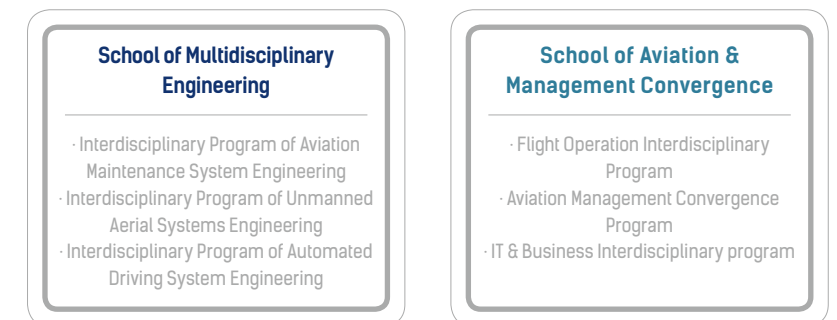 School of Multidisciplinary
Engineering
· Interdisciplinary Program of Aviation
Maintenance System Engineering
· Interdisciplinary Program of Unmanned
Aerial Systems Engineering
· Interdisciplinary Program of Automated
Driving System Engineering
School of Aviation &
Management Convergence
· Flight Operation Interdisciplinary
Program
· Aviation Management Convergence
Program
· IT & Business Interdisciplinary program